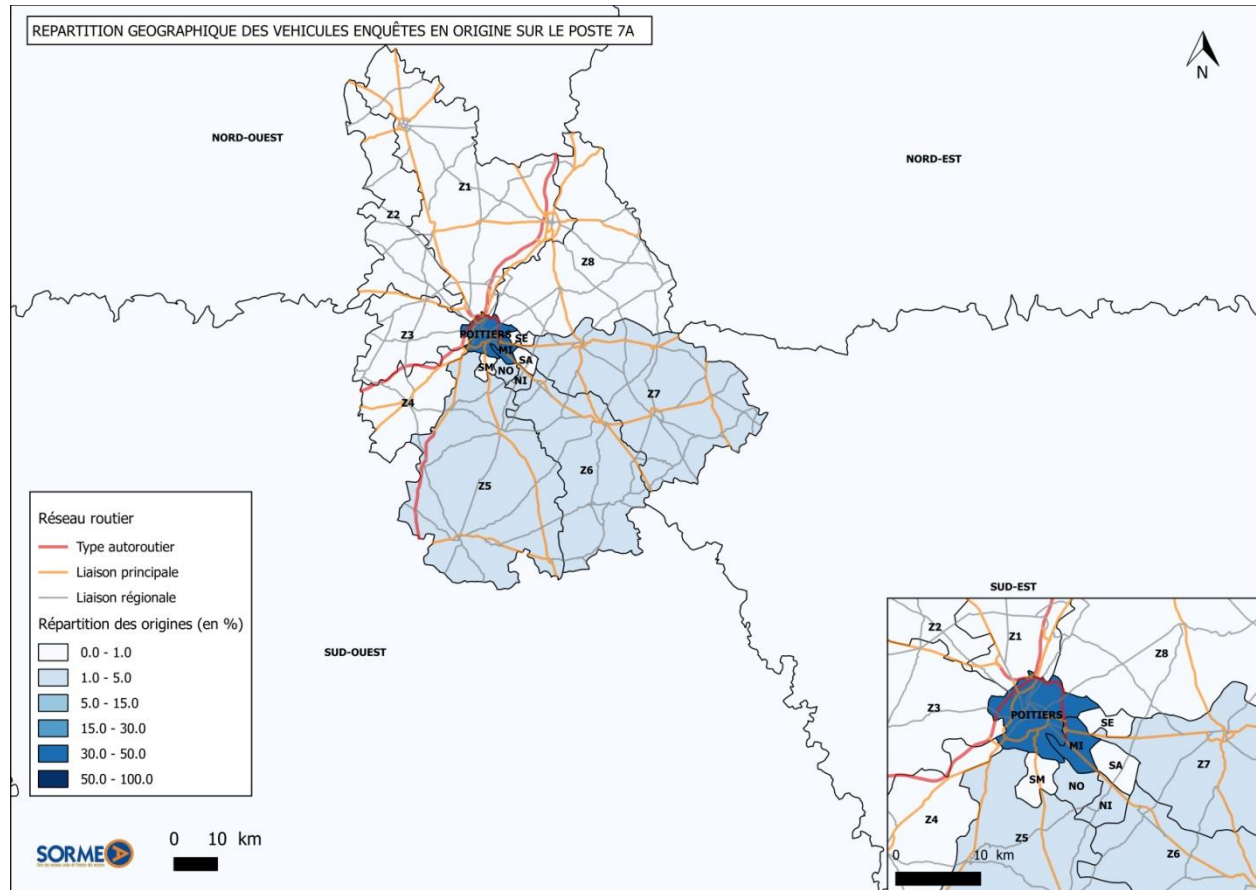 REPARTITION GEOGRAPHIQUE DES VEHICULES ENQUÊTES EN ORIGINE SUR LE POSTE 7A
N
NORD-OUEST
NORD-EST
Z1
Z2
Z8
Z3
POITIERS
SE
MI
SA
SM
NO
NI
Z4
Z7
Z6
Z5
SUD-OUEST
SUD-EST
Réseau routier
Type autoroutier
Liaison principale
Liaison régionale
Répartition des origines (en %)
0.0 - 1.0
1.0 - 5.0
5.0 - 15.0
15.0 - 30.0
30.0 - 50.0
50.0 - 100.0
SORMEA
0 10 km
Z2
Z1
Z8
Z3
POITIERS
SE
MI
SA
Z7
SM
NO
NI
Z4
Z5
Z6
0 10 km